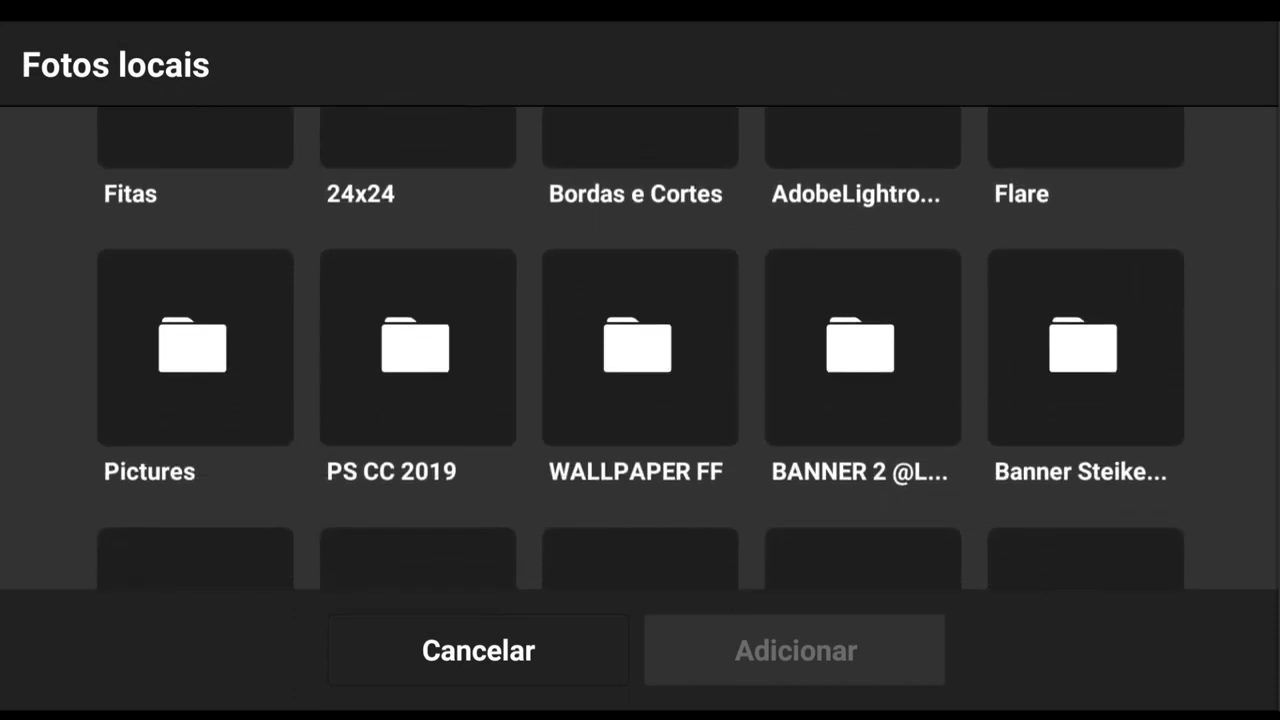 Fotos locais
Fitas
24x24
Bordas e Cortes
AdobeLightro...
Flare
Pictures
PS CC 2019
WALLPAPER FF
BANNER 2 @L...
Banner Steike...
Cancelar
Adicionar